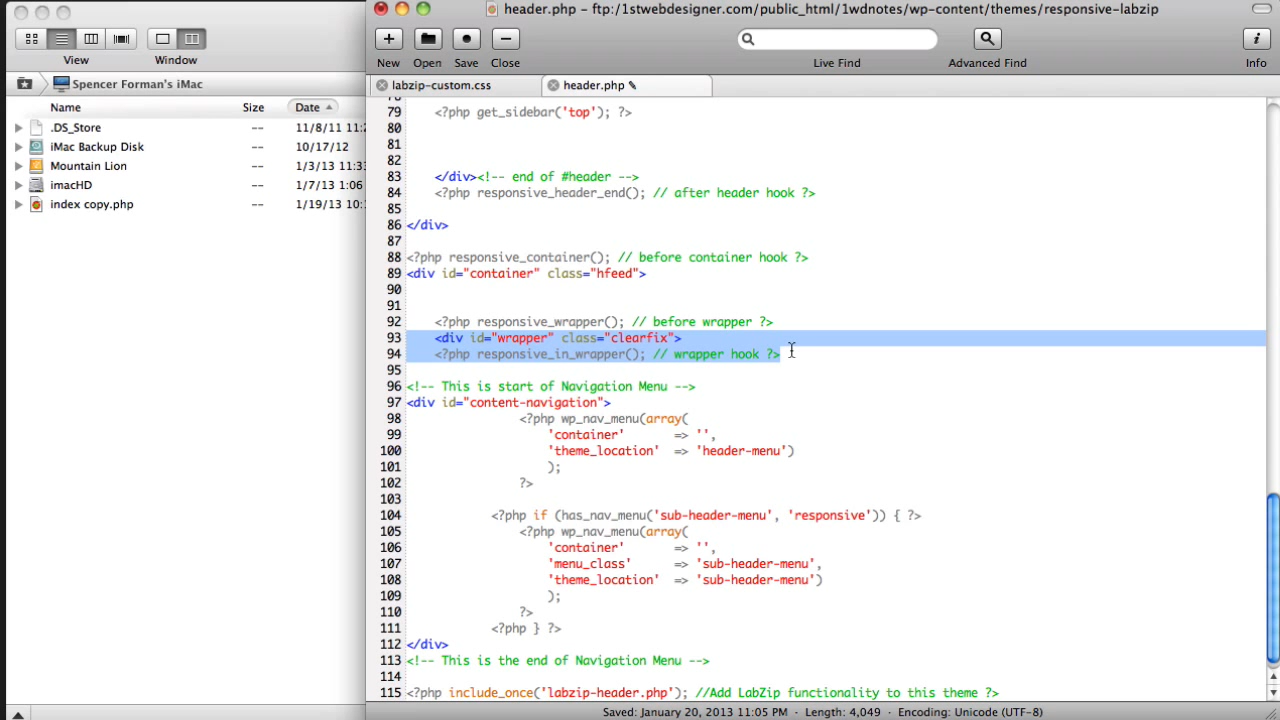 header.php - ftp:/1stwebdesigner.com/public_html/1wdnotes/wp-content/themes/responsive-labzip
View
Window
New
Open
Save
Close
Live Find
Advanced Find
Info
Spencer Forman's iMac
labzip-custom.css
header.php
Name
Size
Date
.DS_Store -- 11/8/11 11:2
iMac Backup Disk -- 10/17/12
Mountain Lion -- 1/3/13 11:33
imacHD -- 1/7/13 1:06
index copy.php -- 1/19/13 10:
79 <?php get_sidebar('top'); ?>
80
81
82
83 </div><!-- end of #header -->
84 <?php responsive_header_end(); // after header hook ?>
85
86 </div>
87
88 <?php responsive_container(); // before container hook ?>
89 <div id="container" class="hfeed">
90
91
92 <?php responsive_wrapper(); // before wrapper ?>
93 <div id="wrapper" class="clearfix">
94 <?php responsive_in_wrapper(); // wrapper hook ?>
95
96 <!-- This is start of Navigation Menu -->
97 <div id="content-navigation">
98 <?php wp_nav_menu(array(
99 'container' => '',
100 'theme_location' => 'header-menu')
101 );
102 ?>
103
104 <?php if (has_nav_menu('sub-header-menu', 'responsive')) { ?>
105 <?php wp_nav_menu(array(
106 'container' => '',
107 'menu_class' => 'sub-header-menu',
108 'theme_location' => 'sub-header-menu')
109 );
110 ?>
111 <?php } ?>
112 </div>
113 <!-- This is the end of Navigation Menu -->
114
115 <?php include_once('labzip-header.php'); //Add LabZip functionality to this theme ?>
Saved: January 20, 2013 11:05 PM • Length: 4,049 • Encoding: Unicode (UTF-8)